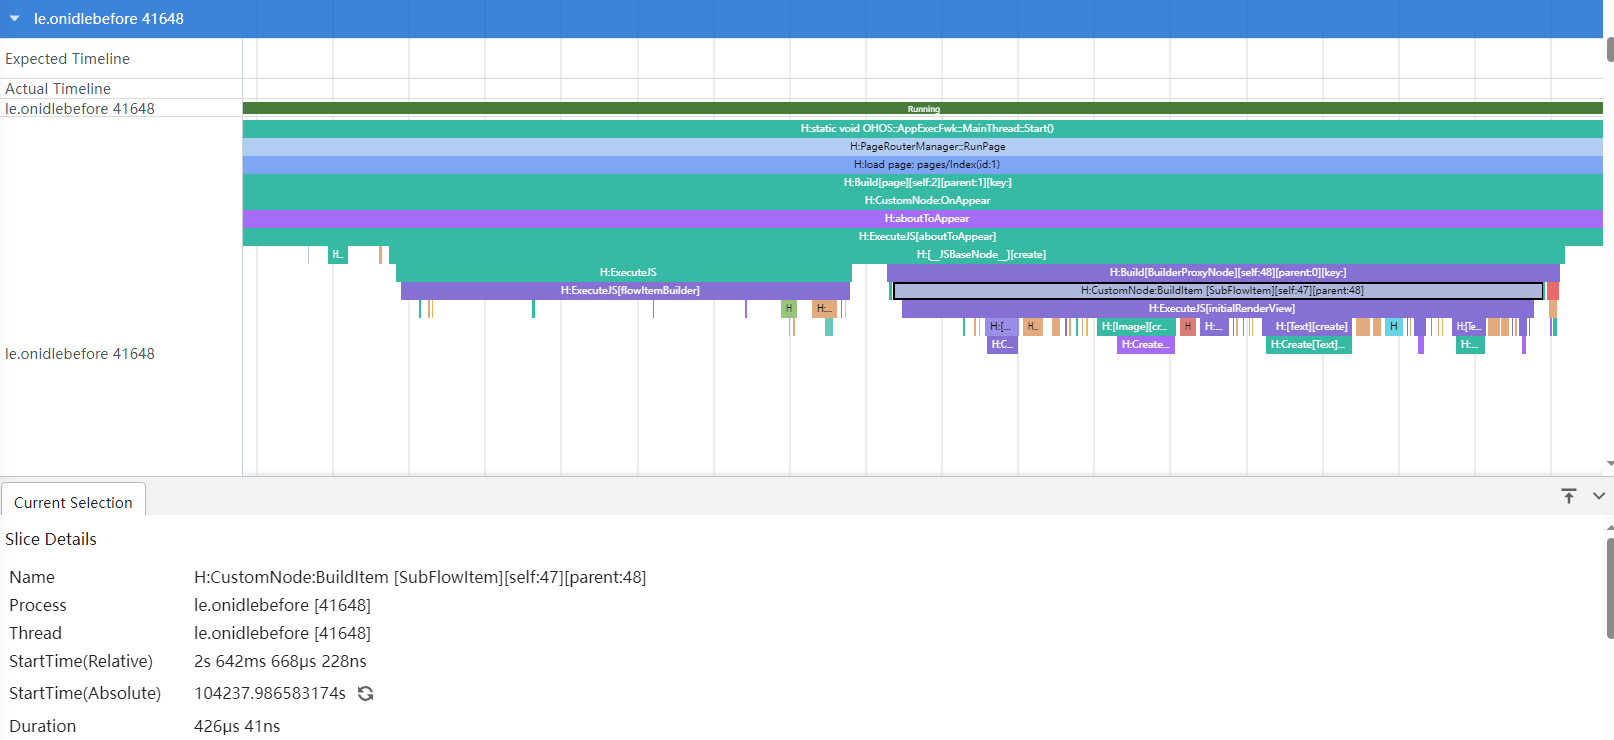 le.onidlebefore 41648
Expected Timeline
Actual Timeline
le.onidlebefore 41648
Running
H:static void OHOS::AppExecFwk::MainThread::Start()
H:PageRouterManager::RunPage
H:load page: pages/Index(id:1)
H:Build[page][self:2][parent:1][key:]
H:CustomNode:OnAppear
H:aboutToAppear
H:ExecuteJS[aboutToAppear]
H... H:[__JSBaseNode__][create]
H:ExecuteJS H:Build[BuilderProxyNode][self:48][parent:0][key:]
H:ExecuteJS[flowItemBuilder] H:CustomNode:BuildItem [SubFlowItem][self:47][parent:48]
H H:... H:ExecuteJS[initialRenderView]
H:[... H... H:[Image][cr... H H:... H:[Text][create] H H:[Te...
H:C... H:Create... H:Create[Text]... H:...
le.onidlebefore 41648
Current Selection
Slice Details
Name H:CustomNode:BuildItem [SubFlowItem][self:47][parent:48]
Process le.onidlebefore [41648]
Thread le.onidlebefore [41648]
StartTime(Relative) 2s 642ms 668μs 228ns
StartTime(Absolute) 104237.986583174s
Duration 426μs 41ns